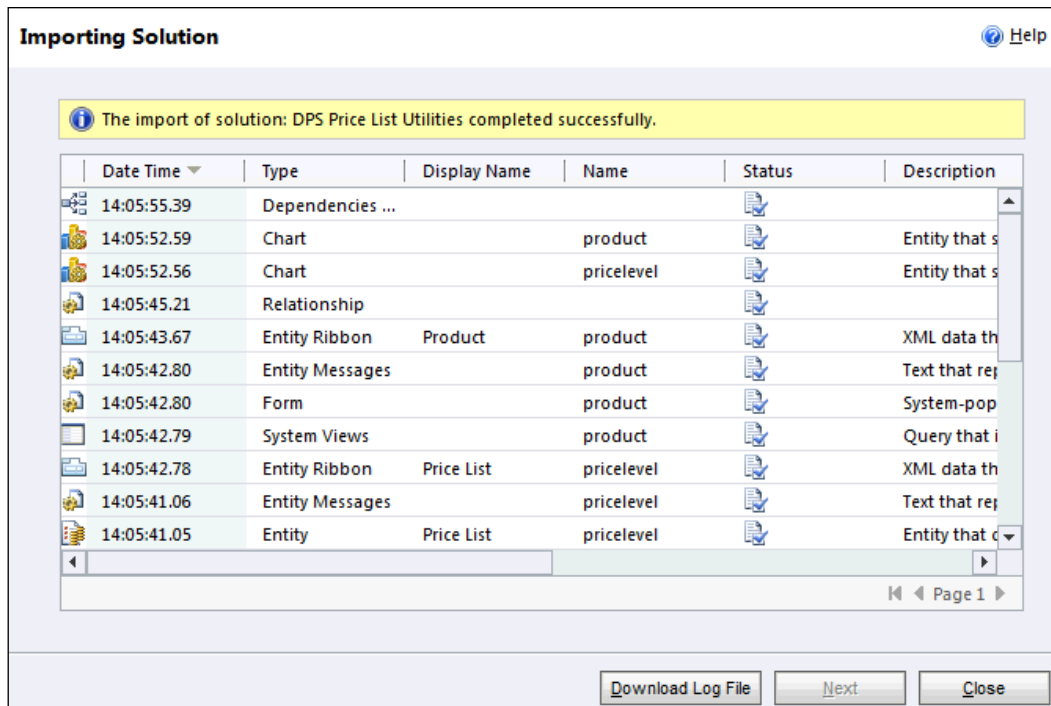 Importing Solution
Help
The import of solution: DPS Price List Utilities completed successfully.
Date Time Type Display Name Name Status Description
14:05:55.39 Dependencies ...
14:05:52.59 Chart product Entity that s
14:05:52.56 Chart pricelevel Entity that s
14:05:45.21 Relationship
14:05:43.67 Entity Ribbon Product product XML data th
14:05:42.80 Entity Messages product Text that rep
14:05:42.80 Form product System-pop
14:05:42.79 System Views product Query that i
14:05:42.78 Entity Ribbon Price List pricelevel XML data th
14:05:41.06 Entity Messages pricelevel Text that rep
14:05:41.05 Entity Price List pricelevel Entity that
Page 1
Download Log File Next Close